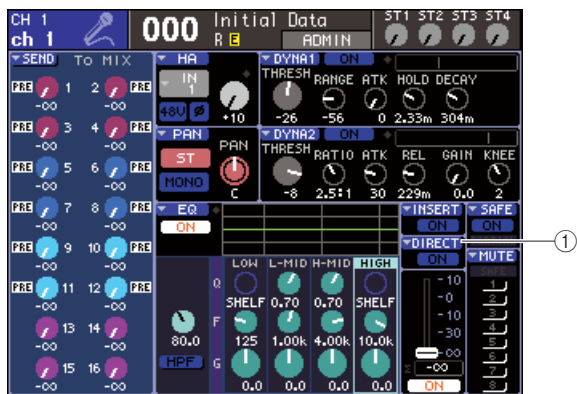 CH 1
ch 1
000
Initial Data
R E
ADMIN
ST1 ST2 ST3 ST4
SEND To MIX
PRE 1 2 PRE
-∞ -∞
PRE 3 4 PRE
-∞ -∞
PRE 5 6 PRE
-∞ -∞
PRE 7 8 PRE
-∞ -∞
PRE 9 10 PRE
-∞ -∞
PRE 11 12 PRE
-∞ -∞
13 14
-∞ -∞
15 16
-∞ -∞
HA
IN
1
48V Ø
+10
PAN
ST
MONO
PAN
C
DYNA1 ON
THRESH RANGE ATK HOLD DECAY
-26 -56 0 2.33m 304m
DYNA2 ON
THRESH RATIO ATK REL GAIN KNEE
-8 2.5:1 30 229m 0.0 2
EQ
ON
LOW L-MID H-MID HIGH
Q
SHELF 0.70 0.70 SHELF
F
80.0
125 1.00k 4.00k 10.0k
HPF
G
0.0 0.0 0.0 0.0
INSERT
ON
DIRECT
ON
-10
-0
-10
-30
-∞
Σ -∞
ON
SAFE
ON
MUTE
SAFE
1
2
3
4
5
6
7
8
①